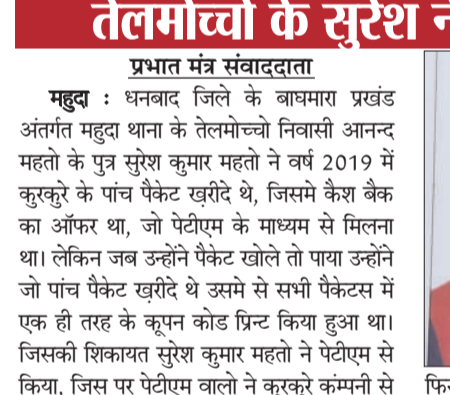 तेलमोच्चो के सुरेश ने
प्रभात मंत्र संवाददाता
महुदा : धनबाद जिले के बाघमारा प्रखंड
अंतर्गत महुदा थाना के तेलमोच्चो निवासी आनन्द
महतो के पुत्र सुरेश कुमार महतो ने वर्ष 2019 में
कुरकुरे के पांच पैकेट ख़रीदे थे, जिसमे कैश बैक
का ऑफर था, जो पेटीएम के माध्यम से मिलना
था। लेकिन जब उन्होंने पैकेट खोले तो पाया उन्होंने
जो पांच पैकेट ख़रीदे थे उसमे से सभी पैकेटस में
एक ही तरह के कूपन कोड प्रिन्ट किया हुआ था।
जिसकी शिकायत सुरेश कुमार महतो ने पेटीएम से
किया, जिस पर पेटीएम वालो ने कुरकुरे कंम्पनी से